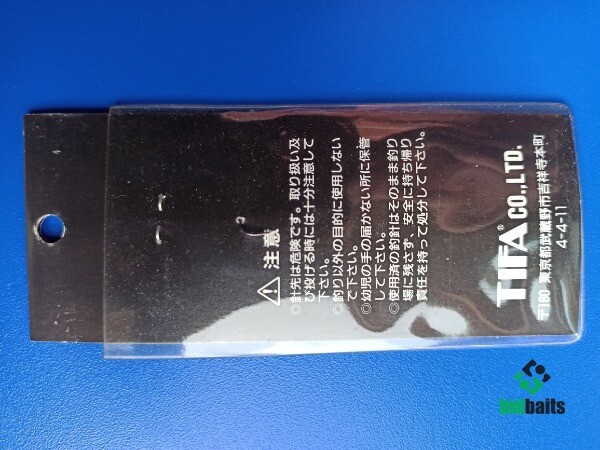 ⚠ 注意
◎針先は危険です。取り扱い及
び投げる時には十分注意して
下さい。
◎釣り以外の目的に使用しない
で下さい。
◎幼児の手の届かない所に保管
して下さい。
◎使用済の釣針はそのまま釣り
場に残さず、安全に持ち帰り
責任を持って処分して下さい。
TIFA® CO.,LTD.
〒180 東京都武蔵野市吉祥寺本町
4-4-11
bidbaits